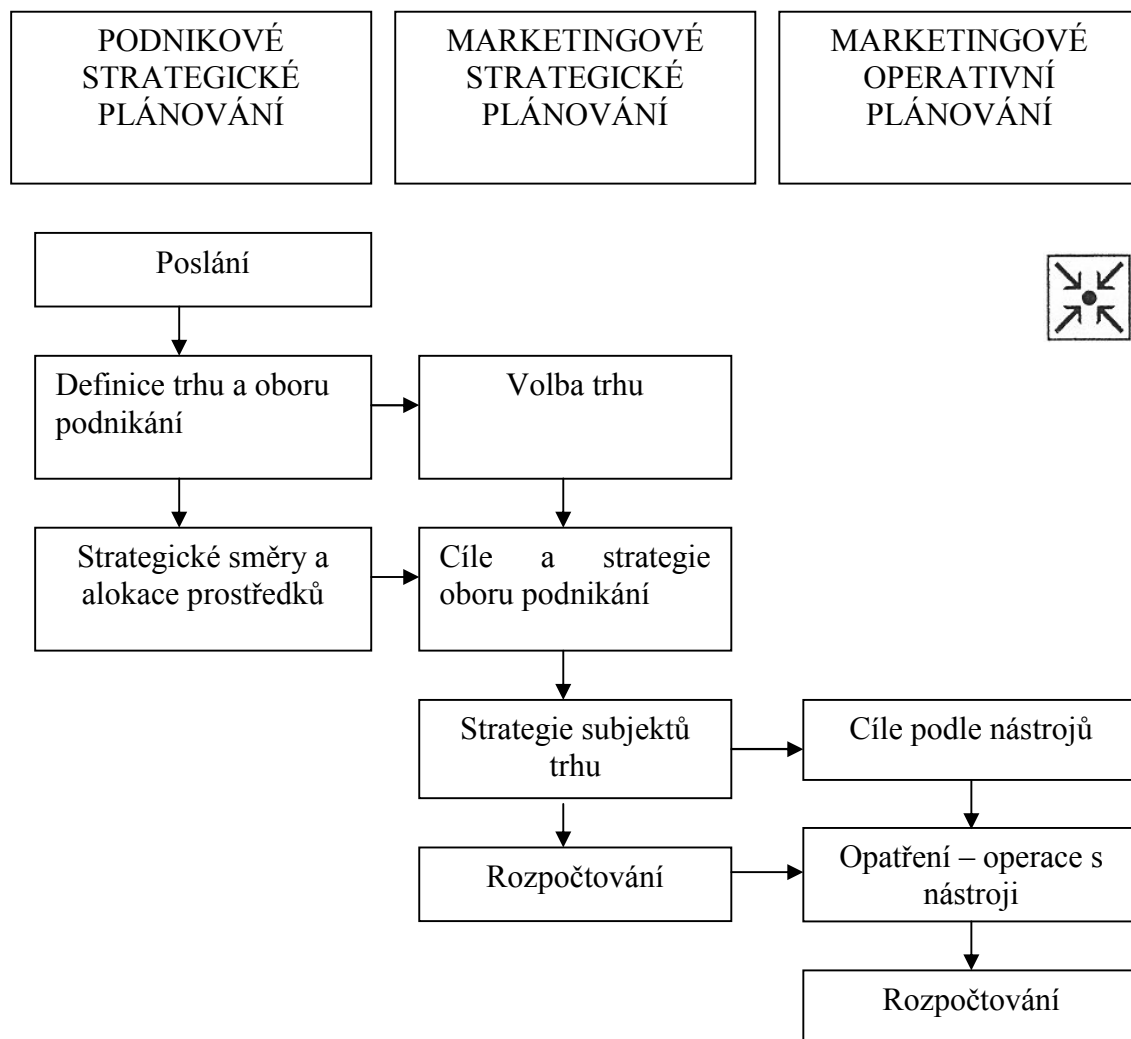 PODNIKOVÉ
STRATEGICKÉ
PLÁNOVÁNÍ
MARKETINGOVÉ
STRATEGICKÉ
PLÁNOVÁNÍ
MARKETINGOVÉ
OPERATIVNÍ
PLÁNOVÁNÍ
Poslání
Definice trhu a oboru
podnikání
Volba trhu
Strategické směry a
alokace prostředků
Cíle a strategie
oboru podnikání
Strategie subjektů
trhu
Cíle podle nástrojů
Rozpočtování
Opatření – operace s
nástroji
Rozpočtování